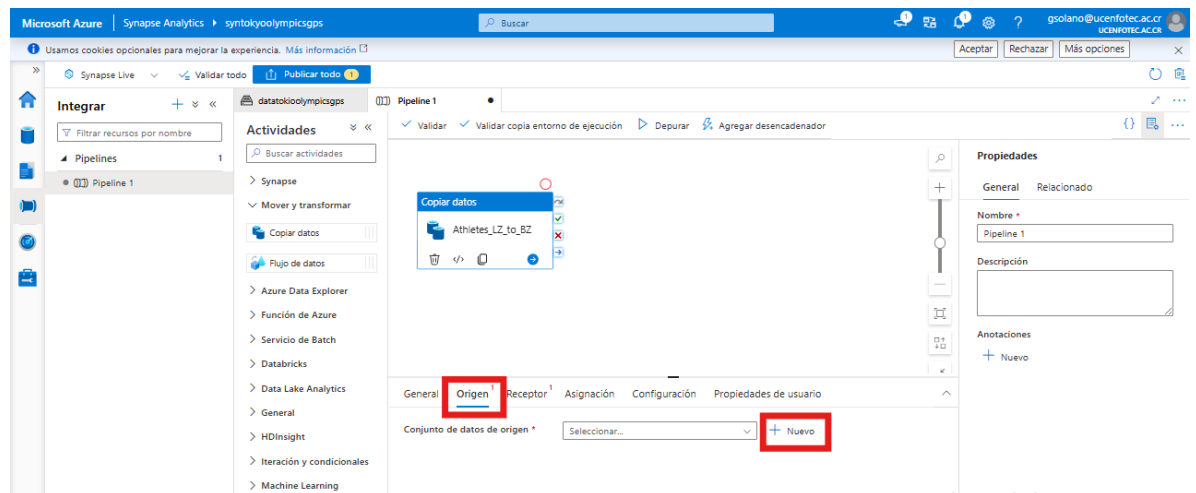 Microsoft Azure | Synapse Analytics ▸ syntokyoolympicsgps
Buscar
gsolano@ucenfotec.ac.cr
UCENFOTEC.AC.CR
Usamos cookies opcionales para mejorar la experiencia. Más información
Aceptar Rechazar Más opciones
Synapse Live Validar todo Publicar todo 1
Integrar
Filtrar recursos por nombre
Pipelines 1
Pipeline 1
datatokioolympicsgps Pipeline 1
Actividades
Buscar actividades
Synapse
Mover y transformar
Copiar datos
Flujo de datos
Azure Data Explorer
Función de Azure
Servicio de Batch
Databricks
Data Lake Analytics
General
HDInsight
Iteración y condicionales
Machine Learning
Validar Validar copia entorno de ejecución Depurar Agregar desencadenador
Copiar datos
Athletes_LZ_to_BZ
General Origen 1 Receptor 1 Asignación Configuración Propiedades de usuario
Conjunto de datos de origen * Seleccionar... Nuevo
Propiedades
General Relacionado
Nombre *
Pipeline 1
Descripción
Anotaciones
Nuevo